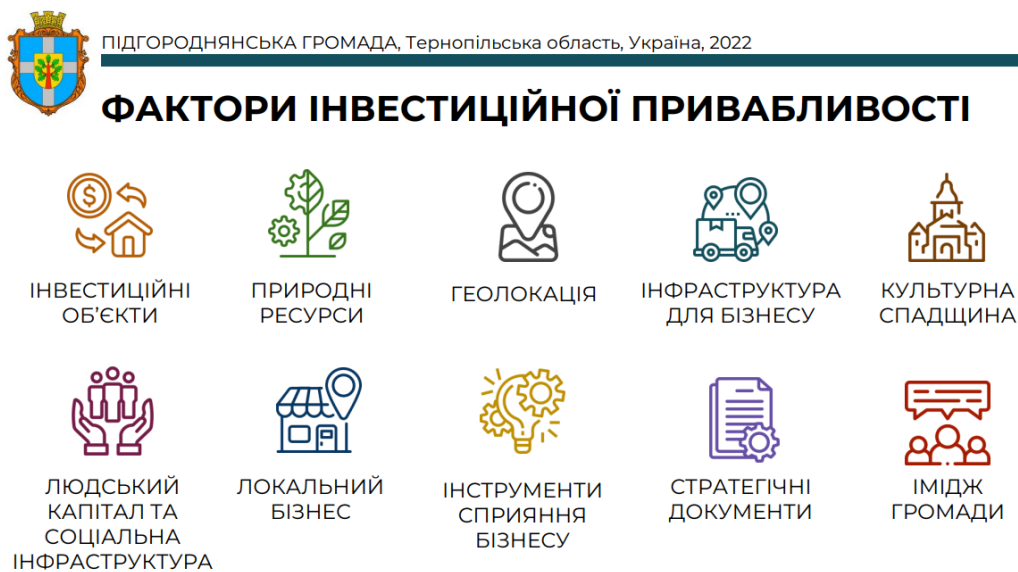 ПІДГОРОДНЯНСЬКА ГРОМАДА, Тернопільська область, Україна, 2022
ФАКТОРИ ІНВЕСТИЦІЙНОЇ ПРИВАБЛИВОСТІ
ІНВЕСТИЦІЙНІ
ОБ’ЄКТИ
ПРИРОДНІ
РЕСУРСИ
ГЕОЛОКАЦІЯ
ІНФРАСТРУКТУРА
ДЛЯ БІЗНЕСУ
КУЛЬТУРНА
СПАДЩИНА
ЛЮДСЬКИЙ
КАПІТАЛ ТА
СОЦІАЛЬНА
ІНФРАСТРУКТУРА
ЛОКАЛЬНИЙ
БІЗНЕС
ІНСТРУМЕНТИ
СПРИЯННЯ
БІЗНЕСУ
СТРАТЕГІЧНІ
ДОКУМЕНТИ
ІМІДЖ
ГРОМАДИ